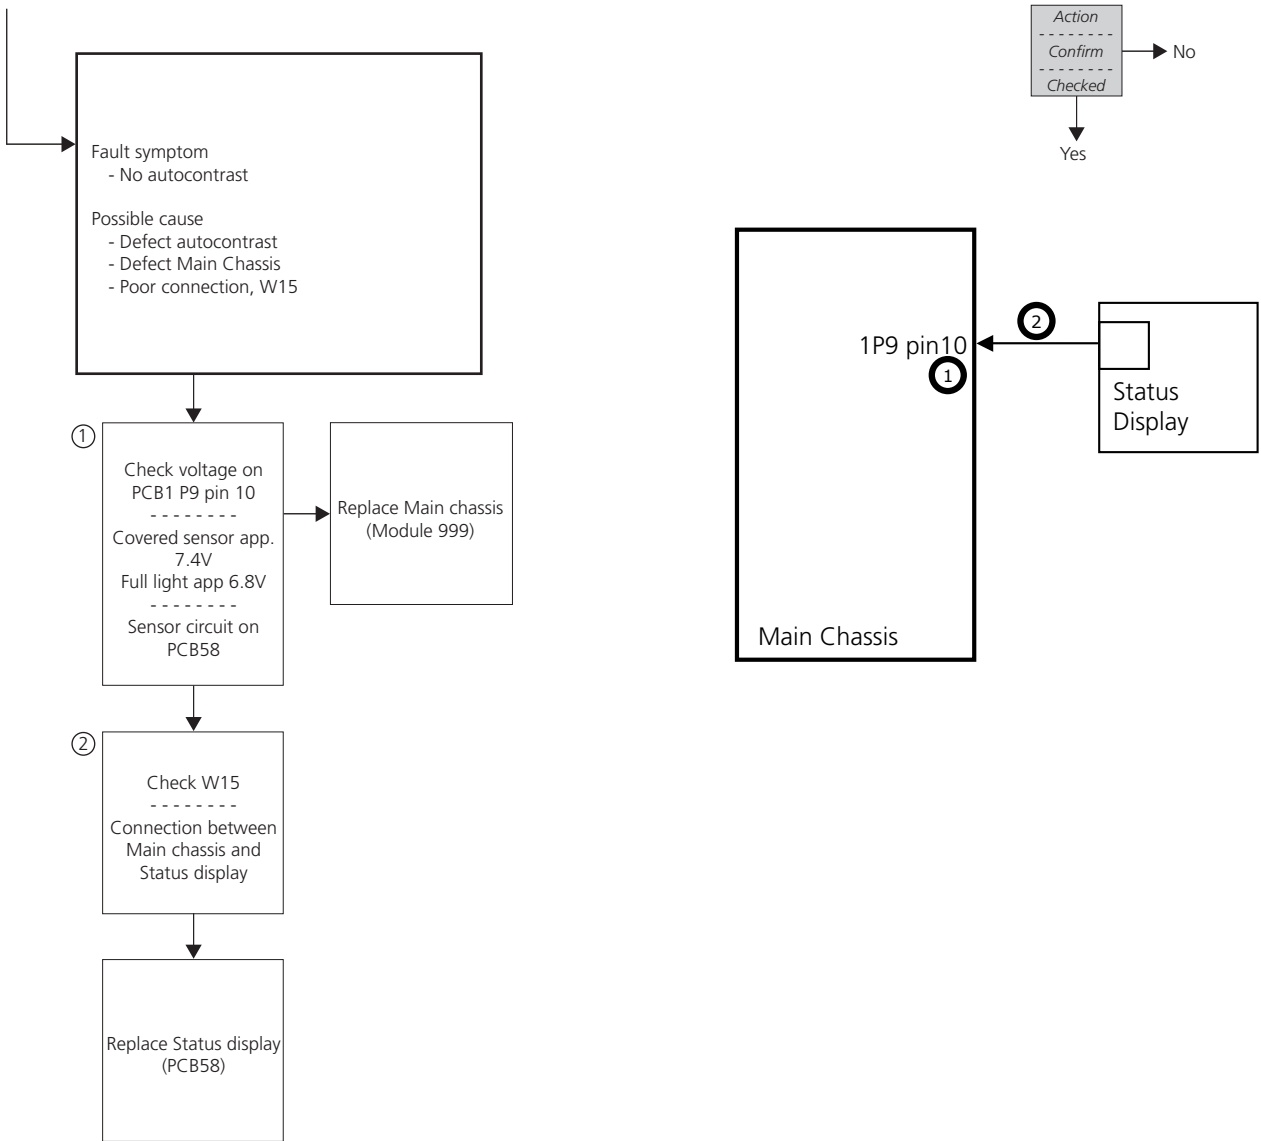 Action
- - - - - - - -
Confirm
- - - - - - - -
Checked
No
Yes
Fault symptom
- No autocontrast
Possible cause
- Defect autocontrast
- Defect Main Chassis
- Poor connection, W15
1
Check voltage on
PCB1 P9 pin 10
- - - - - - - -
Covered sensor app.
7.4V
Full light app 6.8V
- - - - - - - -
Sensor circuit on
PCB58
Replace Main chassis
(Module 999)
2
Check W15
- - - - - - - -
Connection between
Main chassis and
Status display
Replace Status display
(PCB58)
2
1P9 pin10
1
Status
Display
Main Chassis